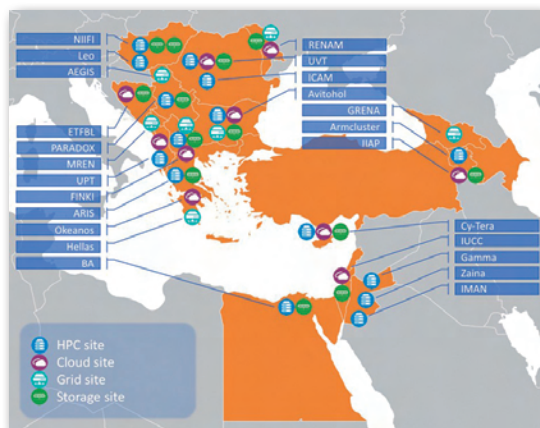 NIIFI
Leo
AEGIS
ETFBL
PARADOX
MREN
UPT
FINKI
ARIS
Okeanos
Hellas
BA
RENAM
UVT
ICAM
Avitohol
GRENA
Armcluster
IIAP
Cy-Tera
IUCC
Gamma
Zaina
IMAN
HPC site
Cloud site
Grid site
Storage site